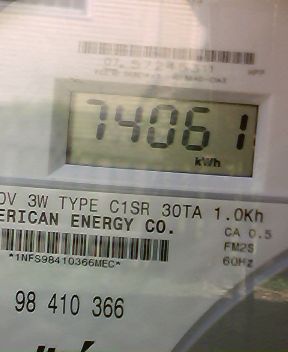 74061
kWh
0V 3W TYPE C1SR 30TA 1.0Kh
ERICAN ENERGY CO.
CA 0.5
FM2S
60Hz
*1NFS98410366MEC*
98 410 366